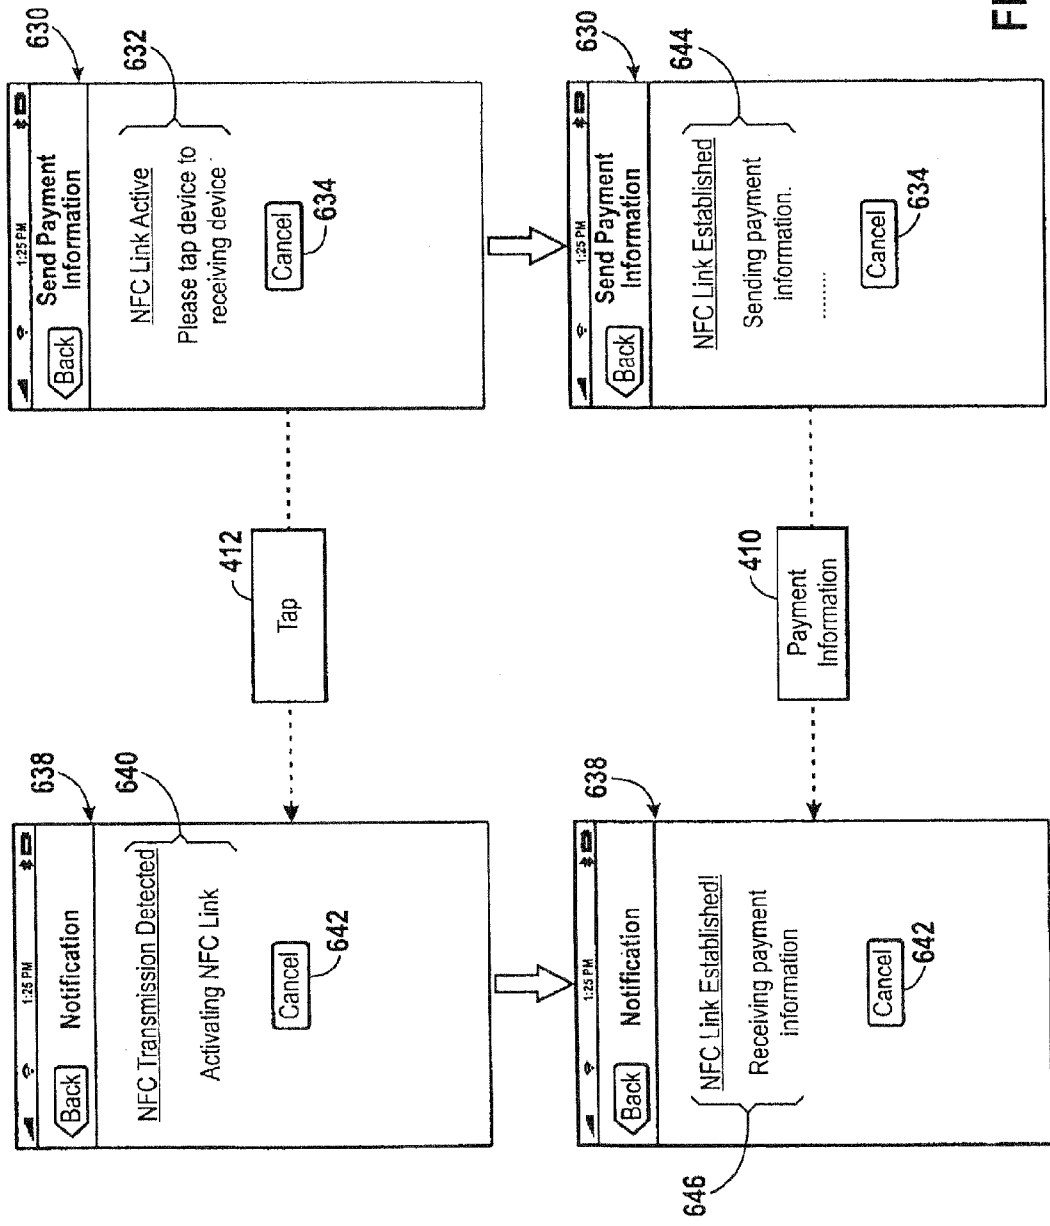 638
640
1:25 PM
Back
Notification
NFC Transmission Detected
Activating NFC Link
Cancel
642
412
Tap
630
632
1:25 PM
Back
Send Payment
Information
NFC Link Active
Please tap device to
receiving device
Cancel
634
638
646
1:25 PM
Back
Notification
NFC Link Established!
Receiving payment
information
Cancel
642
410
Payment
Information
630
644
1:25 PM
Back
Send Payment
Information
NFC Link Established
Sending payment
information.
.........
Cancel
634